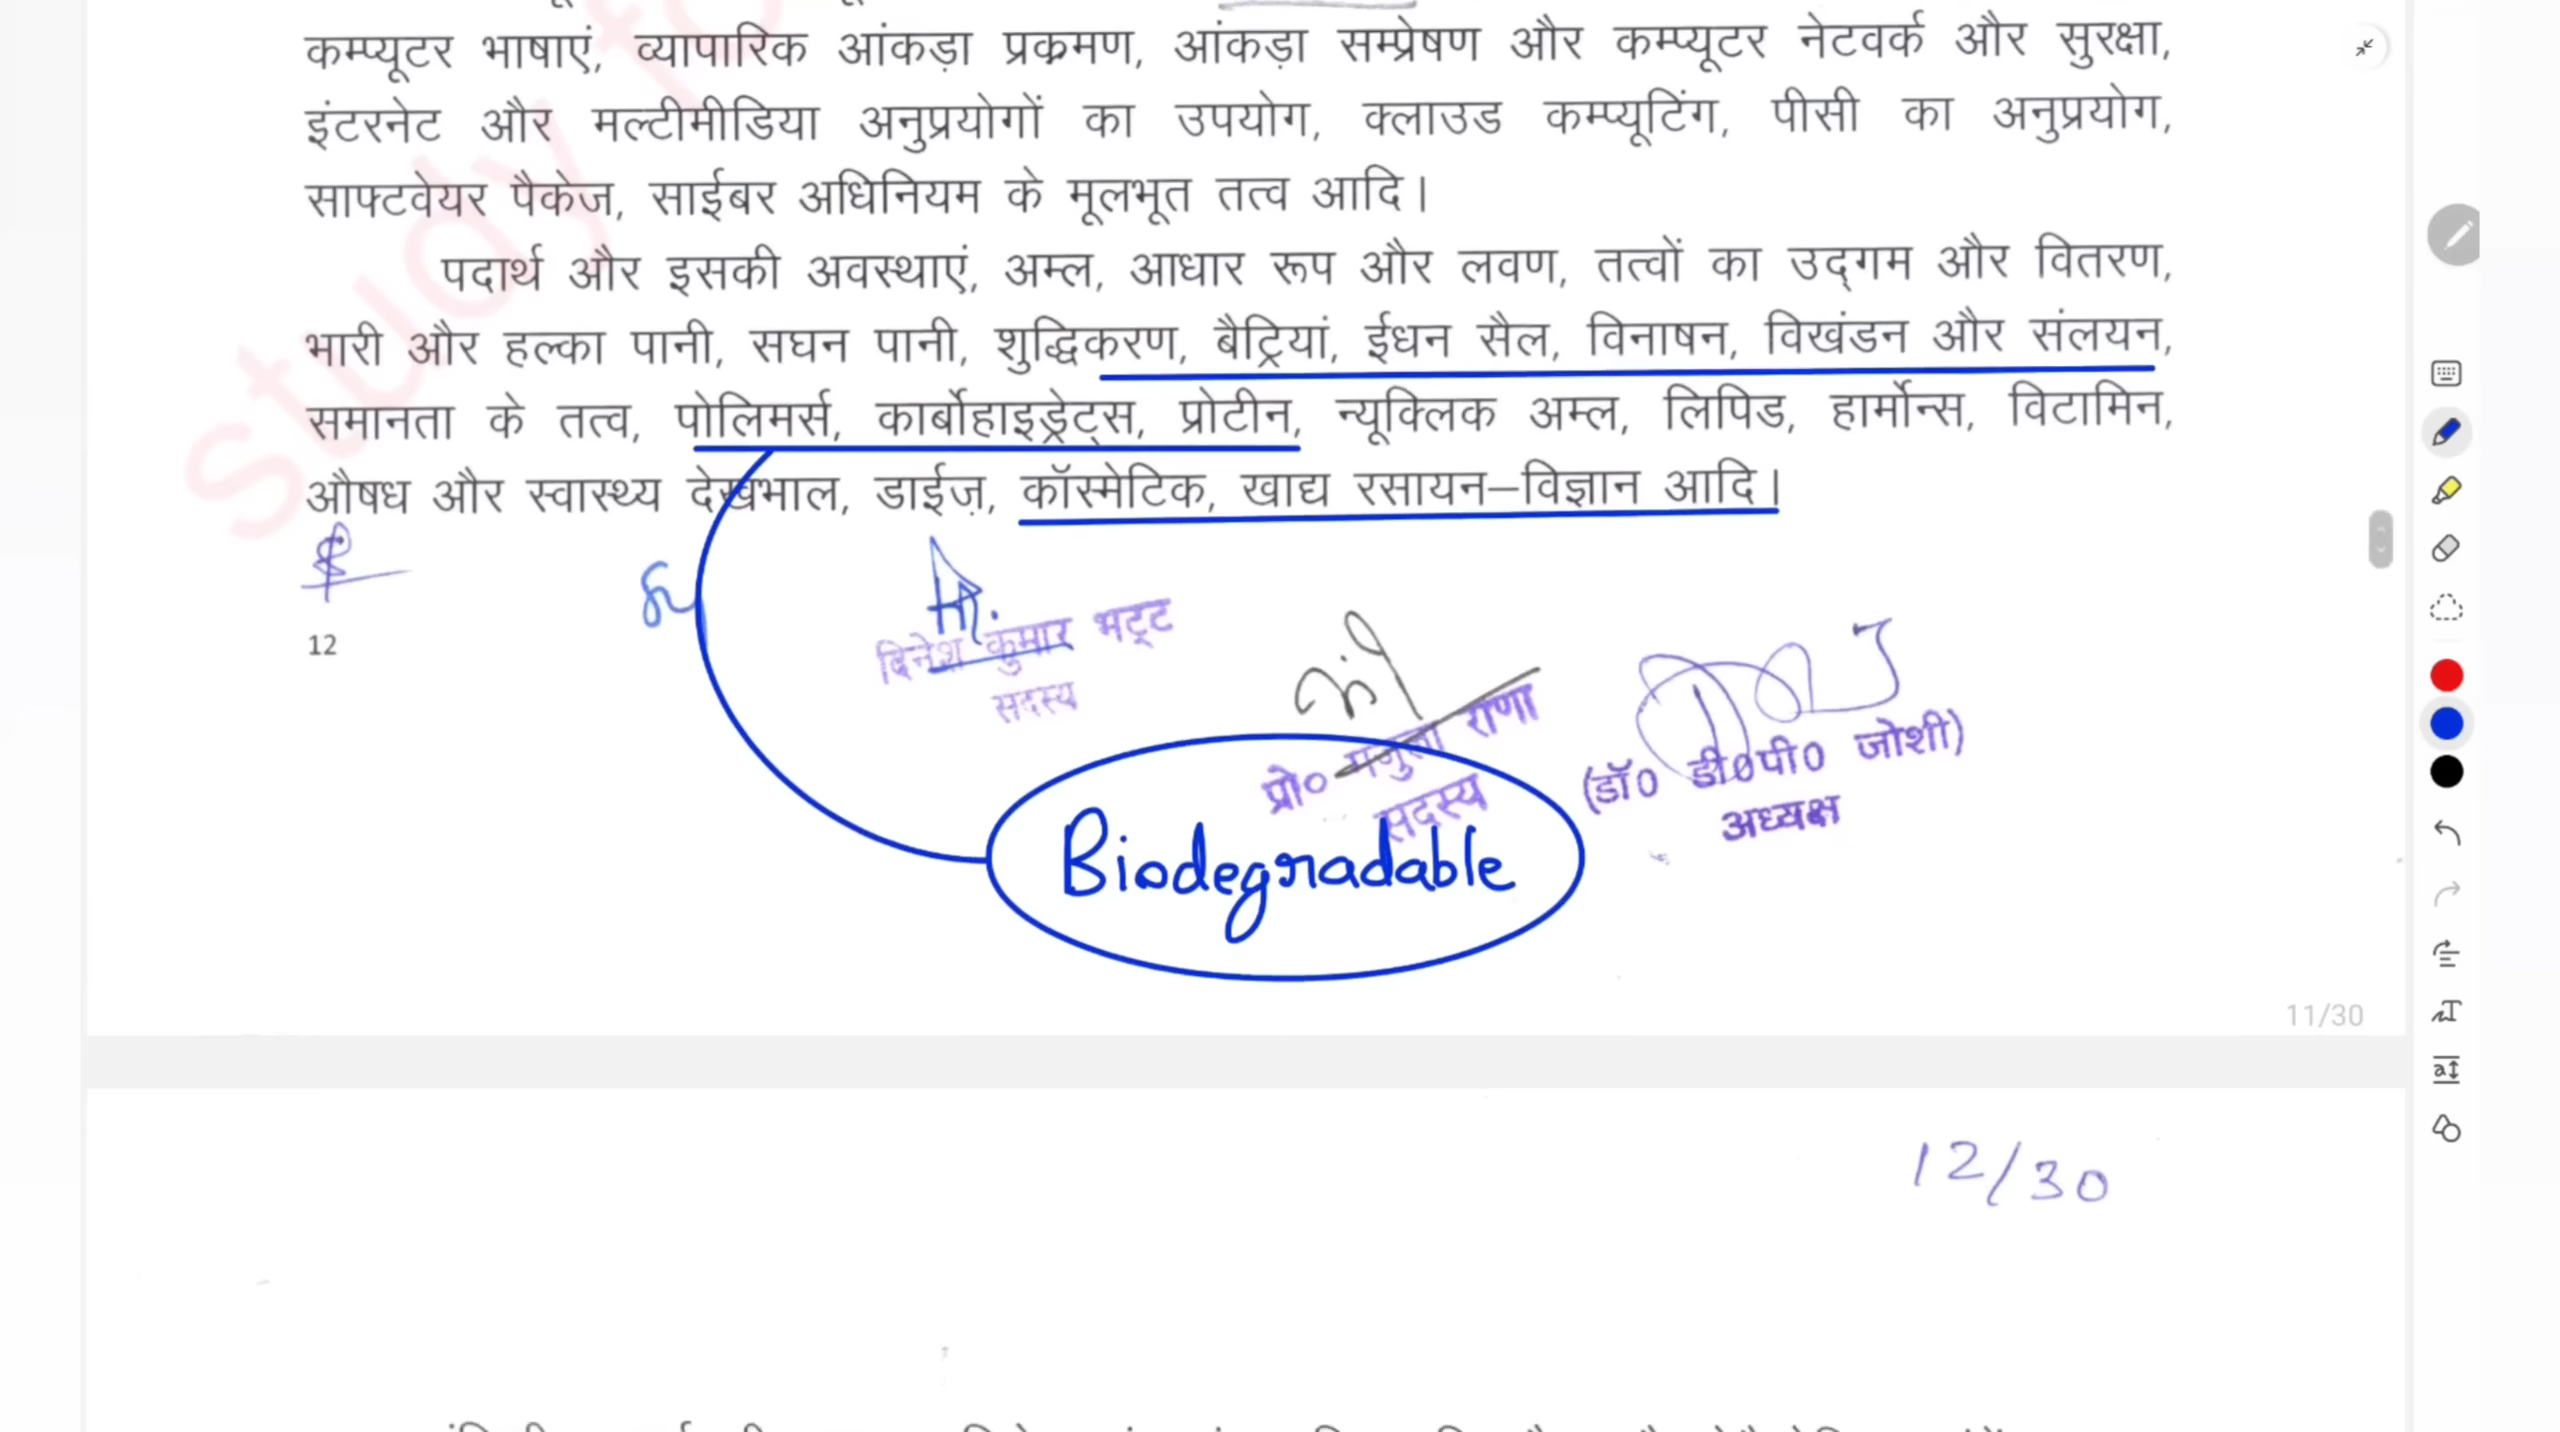 कम्प्यूटर भाषाएं, व्यापारिक आंकड़ा प्रक्रमण, आंकड़ा सम्प्रेषण और कम्प्यूटर नेटवर्क और सुरक्षा,
इंटरनेट और मल्टीमीडिया अनुप्रयोगों का उपयोग, क्लाउड कम्प्यूटिंग, पीसी का अनुप्रयोग,
साफ्टवेयर पैकेज, साईबर अधिनियम के मूलभूत तत्व आदि।
पदार्थ और इसकी अवस्थाएं, अम्ल, आधार रूप और लवण, तत्वों का उद्गम और वितरण,
भारी और हल्का पानी, सघन पानी, शुद्धिकरण, बैट्रियां, ईधन सैल, विनाषन, विखंडन और संलयन,
समानता के तत्व, पोलिमर्स, कार्बोहाइड्रेट्स, प्रोटीन, न्यूक्लिक अम्ल, लिपिड, हार्मोन्स, विटामिन,
औषध और स्वास्थ्य देखभाल, डाईज़, कॉस्मेटिक, खाद्य रसायन–विज्ञान आदि।
study
12
दिनेश कुमार भट्ट
सदस्य
प्रो० मंजुला राणा
सदस्य
(डॉ0 डी0पी0 जोशी)
अध्यक्ष
Biodegradable
11/30
12/30